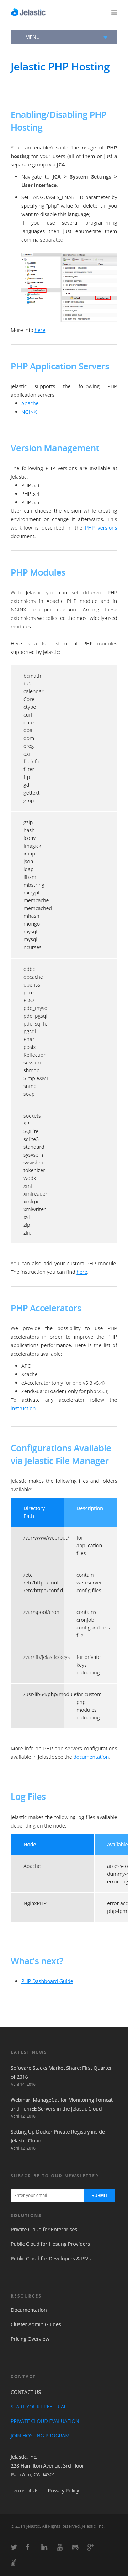 Jelastic
MENU
Jelastic PHP Hosting
Enabling/Disabling PHP
Hosting
You can enable/disable the usage of PHP
hosting for your users (all of them or just a
separate group) via JCA:
Navigate to JCA > System Settings >
User interface.
Set LANGUAGES_ENABLED parameter by
specifying "php" value or delete it if you
want to disable this
languages.
If you use several programming
languages then just separate each
other with comma.
More info here.
PHP Application Servers
Jelastic supports the following PHP
application servers:
Apache
NGINX
Version Management
The following PHP versions are available at
Jelastic:
PHP 5.3
PHP 5.4
PHP 5.5
User can choose the version while creating
environment or change it afterwards. This
workflow is described in the PHP versions
document.
PHP Modules
With Jelastic you can set different PHP
extensions in Apache PHP module and in
NGINX php-fpm daemon. Among these
extensions we collected the most widely-used
modules.
Here is a full list of all PHP modules
supported by Jelastic:
bcmath
bz2
calendar
Core
ctype
curl
date
dba
dom
ereg
exif
fileinfo
filter
ftp
gd
gettext
gmp
gzip
hash
iconv
imagick
imap
json
ldap
libxml
mbstring
mcrypt
memcache
memcached
mhash
mongo
mysql
mysqli
ncurses
odbc
opcache
openssl
pcre
PDO
pdo_mysql
pdo_pgsql
pdo_sqlite
pgsql
Phar
posix
Reflection
session
shmop
SimpleXML
snmp
soap
sockets
SPL
SQLite
sqlite3
standard
sysvsem
sysvshm
tokenizer
wddx
xml
xmlreader
xmlrpc
xmlwriter
xsl
zip
zlib
You can also add your custom PHP module.
The instruction you can find here.
PHP Accelerators
We provide the possibility to use PHP
accelerators in order to improve the PHP
applications performance. Here is the list of
accelerators available:
APC
Xcache
eAccelerator (only for php v5.3 v5.4)
ZendGuardLoader ( only for php v5.3)
To activate any accelerator follow the
instruction.
Configurations Available
via Jelastic File Manager
Jelastic makes the following files and folders
available:
Directory Path Description
/var/www/webroot/ for application files
/etc
/etc/httpd/conf
/etc/httpd/conf.d contain web server config files
/var/spool/cron contains cronjob configurations file
/var/lib/jelastic/keys for private keys uploading
/usr/lib64/php/modules for custom php modules uploading
More info on PHP app servers configurations
available in Jelastic see the documentation.
Log Files
Jelastic makes the following log files available
depending on the node:
Node
Apache
NginxPHP
What's next?
PHP Dashboard Guide
LATEST NEWS
Software Stacks Market Share: First Quarter
of 2016
April 14, 2016
Webinar: ManageCat for Monitoring Tomcat
and TomEE Servers in the Jelastic Cloud
April 12, 2016
Setting Up Docker Private Registry inside
Jelastic Cloud
April 12, 2016
SUBSCRIBE TO OUR NEWSLETTER
Enter your email SUBMIT
SOLUTIONS
Private Cloud for Enterprises
Public Cloud for Hosting Providers
Public Cloud for Developers & ISVs
RESOURCES
Documentation
Cluster Admin Guides
Pricing Overview
CONTACT
CONTACT US
START YOUR FREE TRIAL
PRIVATE CLOUD EVALUATION
JOIN HOSTING PROGRAM
Jelastic, Inc.
228 Hamilton Avenue, 3rd Floor
Palo Alto, CA 94301
Terms of Use Privacy Policy
© 2014 Jelastic. All Rights Reserved. Jelastic, Inc.